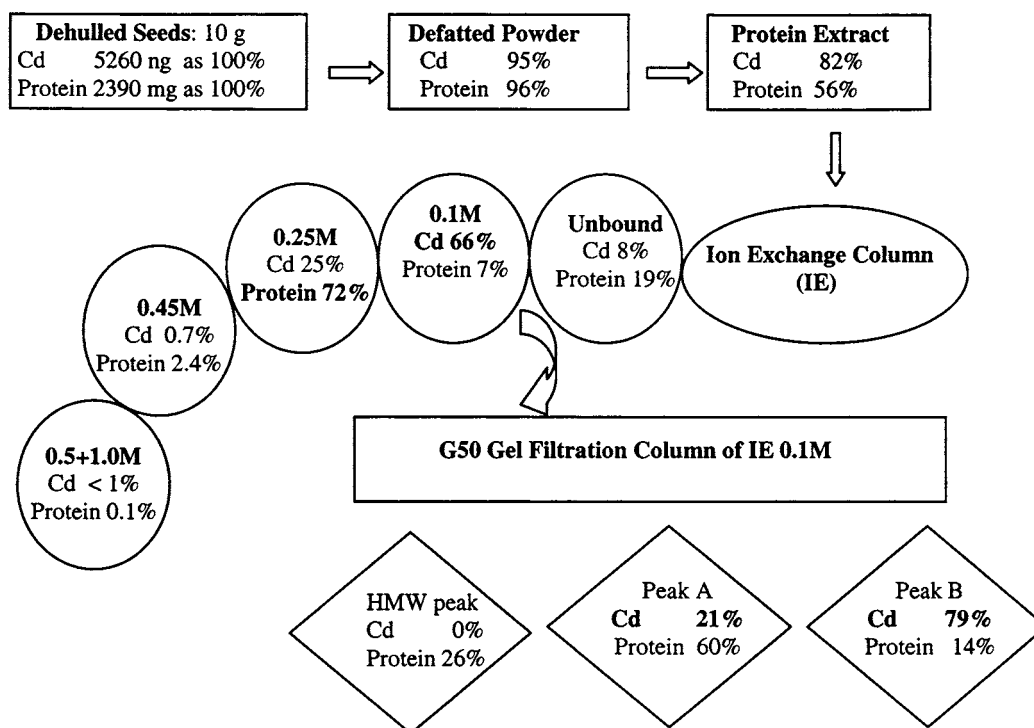 Dehulled Seeds: 10 g
Cd 5260 ng as 100%
Protein 2390 mg as 100%
Defatted Powder
Cd 95%
Protein 96%
Protein Extract
Cd 82%
Protein 56%
Ion Exchange Column
(IE)
Unbound
Cd 8%
Protein 19%
0.1M
Cd 66%
Protein 7%
0.25M
Cd 25%
Protein 72%
0.45M
Cd 0.7%
Protein 2.4%
0.5+1.0M
Cd < 1%
Protein 0.1%
G50 Gel Filtration Column of IE 0.1M
HMW peak
Cd 0%
Protein 26%
Peak A
Cd 21%
Protein 60%
Peak B
Cd 79%
Protein 14%